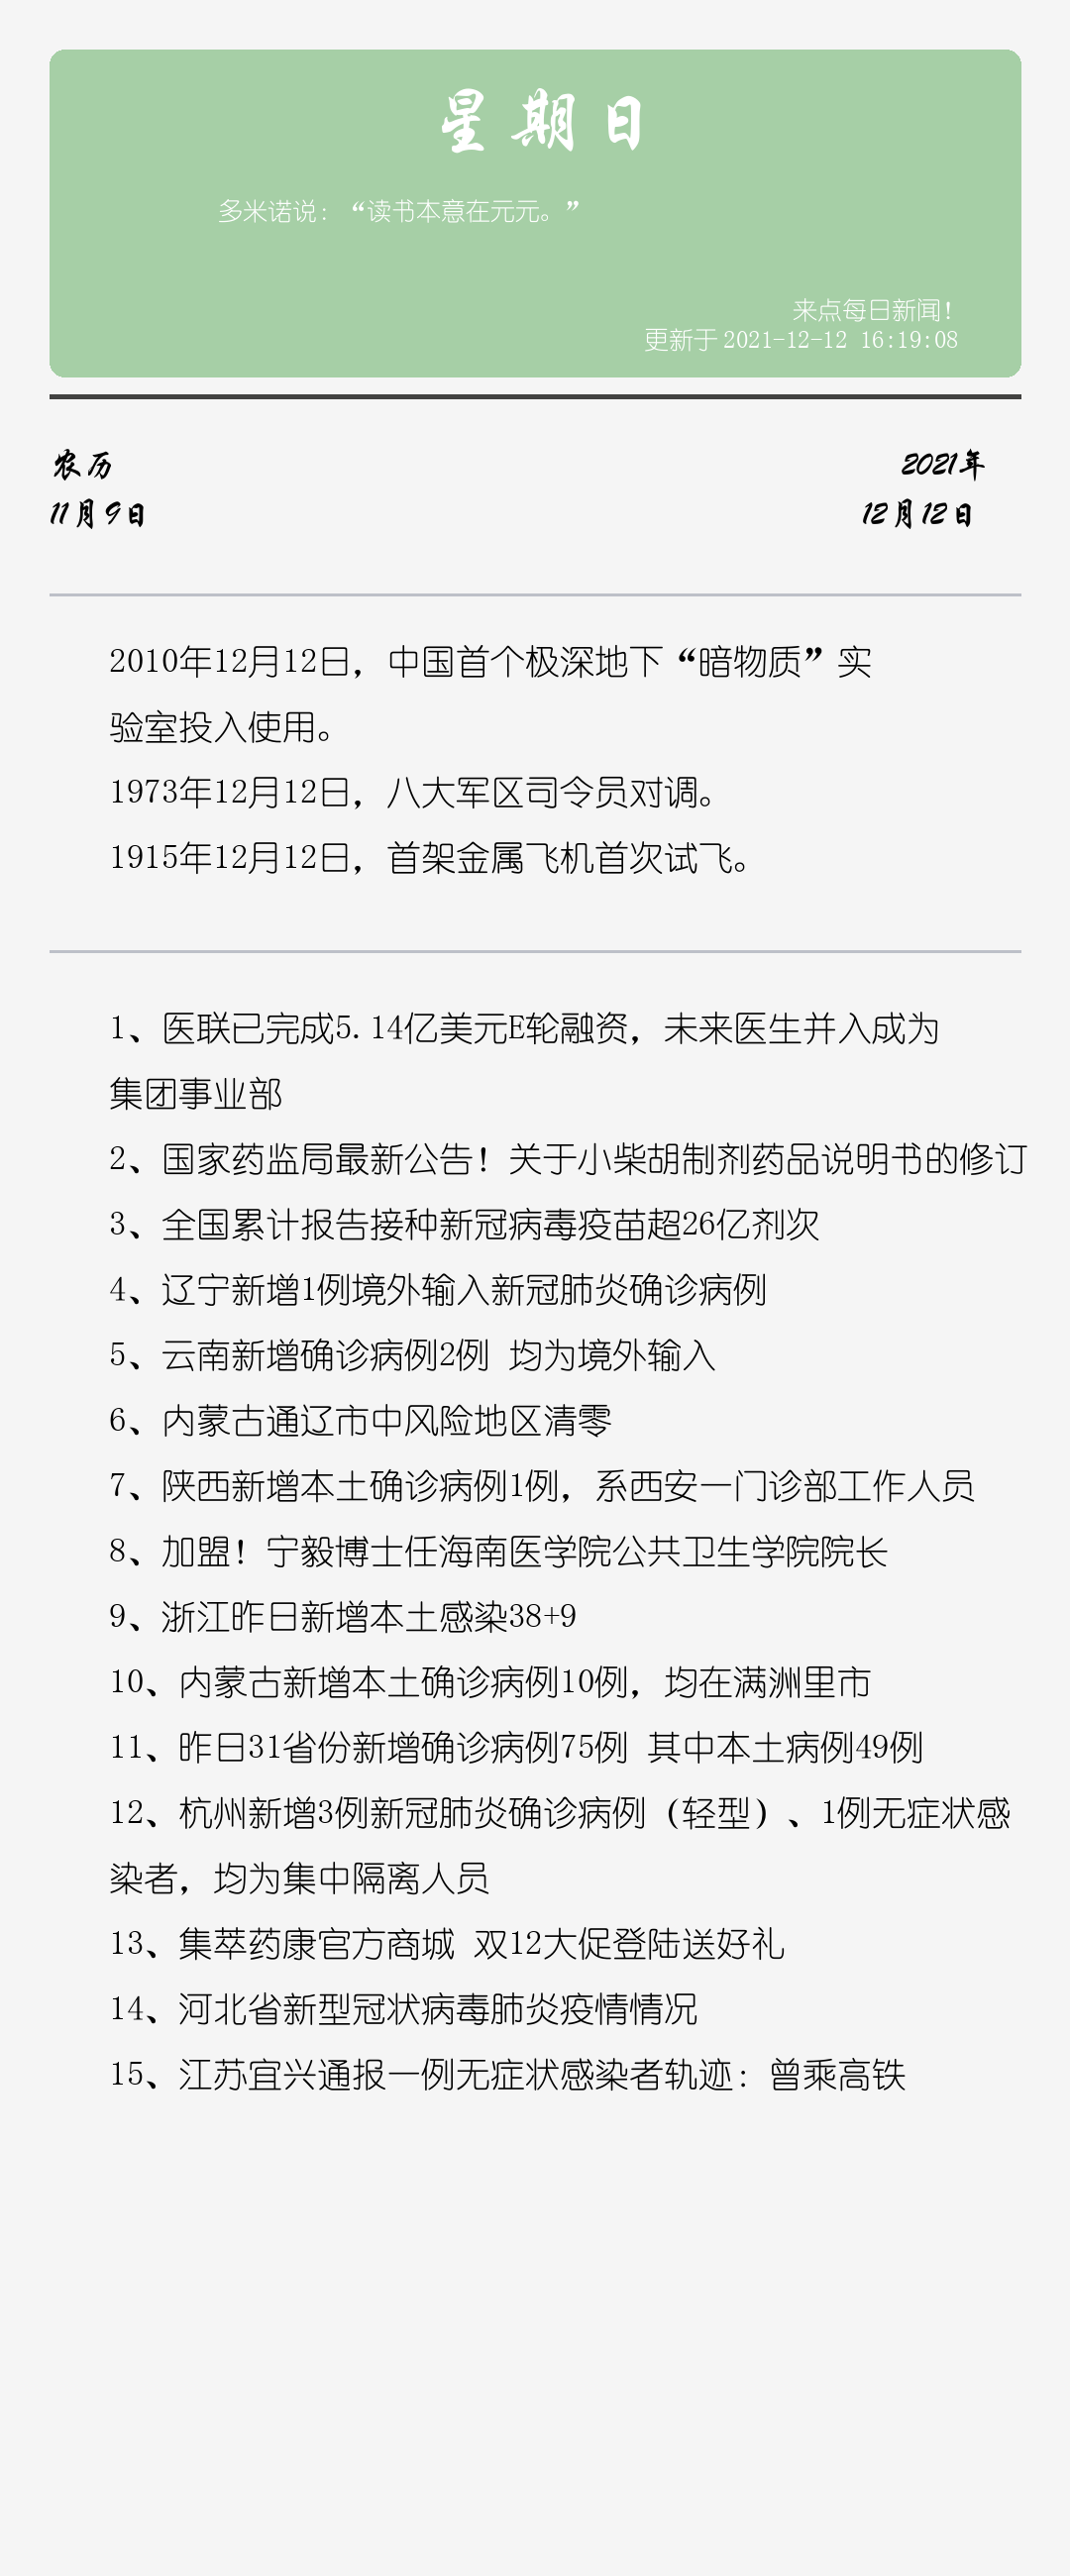 星期日
多米诺说：“读书本意在元元。”
来点每日新闻！
更新于 2021-12-12 16:19:08
农历
2021年
11月9日
12月12日
2010年12月12日，中国首个极深地下“暗物质”实
验室投入使用。
1973年12月12日，八大军区司令员对调。
1915年12月12日，首架金属飞机首次试飞。
1、医联已完成5.14亿美元E轮融资，未来医生并入成为
集团事业部
2、国家药监局最新公告！关于小柴胡制剂药品说明书的修订
3、全国累计报告接种新冠病毒疫苗超26亿剂次
4、辽宁新增1例境外输入新冠肺炎确诊病例
5、云南新增确诊病例2例 均为境外输入
6、内蒙古通辽市中风险地区清零
7、陕西新增本土确诊病例1例，系西安一门诊部工作人员
8、加盟！宁毅博士任海南医学院公共卫生学院院长
9、浙江昨日新增本土感染38+9
10、内蒙古新增本土确诊病例10例，均在满洲里市
11、昨日31省份新增确诊病例75例 其中本土病例49例
12、杭州新增3例新冠肺炎确诊病例（轻型）、1例无症状感
染者，均为集中隔离人员
13、集萃药康官方商城 双12大促登陆送好礼
14、河北省新型冠状病毒肺炎疫情情况
15、江苏宜兴通报一例无症状感染者轨迹：曾乘高铁